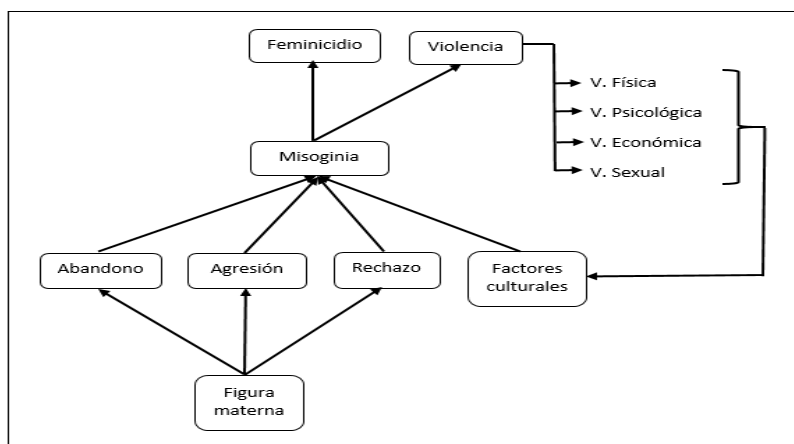 Feminicidio
Violencia
V. Física
V. Psicológica
V. Económica
V. Sexual
Misoginia
Abandono
Agresión
Rechazo
Factores
culturales
Figura
materna